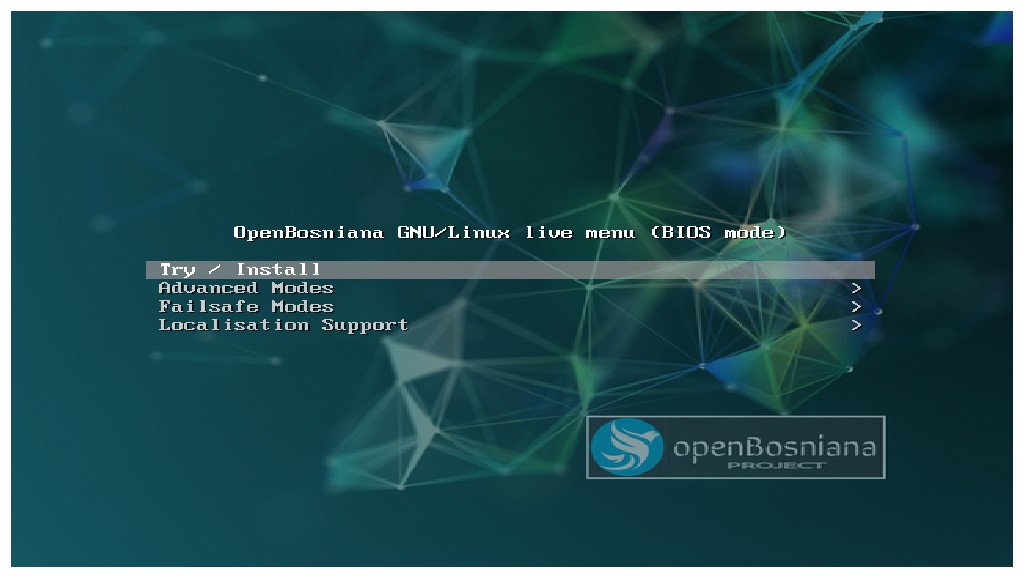 OpenBosniana GNU/Linux live menu (BIOS mode)
Try / Install
Advanced Modes >
Failsafe Modes >
Localisation Support >
openBosniana
PROJECT